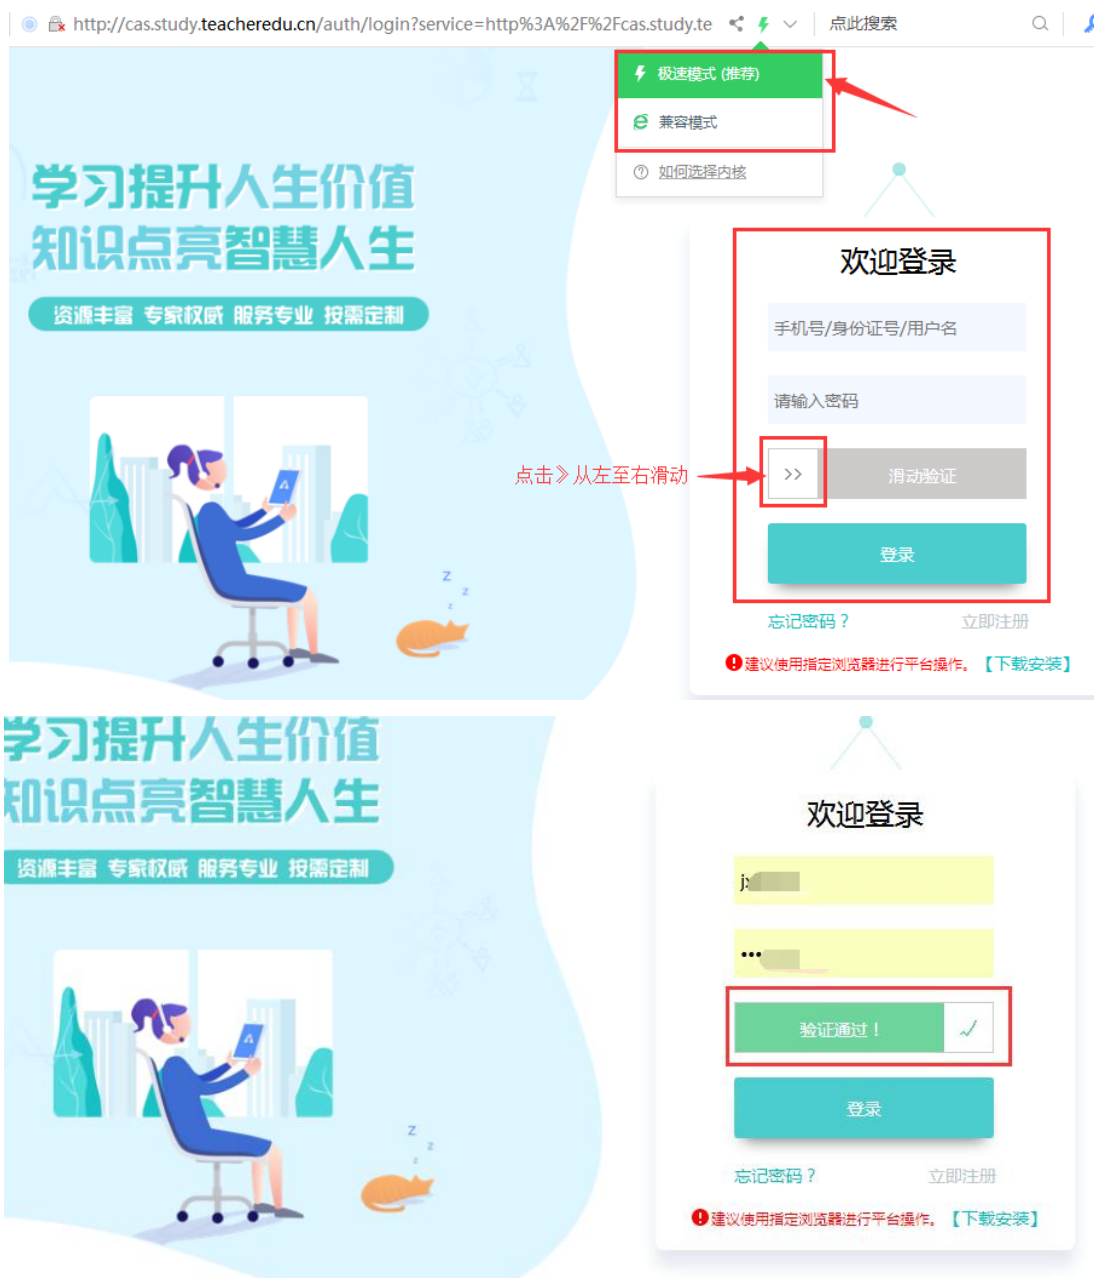 http://cas.study.teacheredu.cn/auth/login?service=http%3A%2F%2Fcas.study.te
点此搜索
极速模式 (推荐)
兼容模式
如何选择内核
学习提升人生价值
知识点亮智慧人生
资源丰富 专家权威 服务专业 按需定制
欢迎登录
手机号/身份证号/用户名
请输入密码
点击》从左至右滑动
>> 滑动验证
登录
忘记密码？ 立即注册
建议使用指定浏览器进行平台操作。【下载安装】
z
z
z
学习提升人生价值
知识点亮智慧人生
资源丰富 专家权威 服务专业 按需定制
欢迎登录
•••
验证通过！
登录
忘记密码？ 立即注册
建议使用指定浏览器进行平台操作。【下载安装】
z
z
z